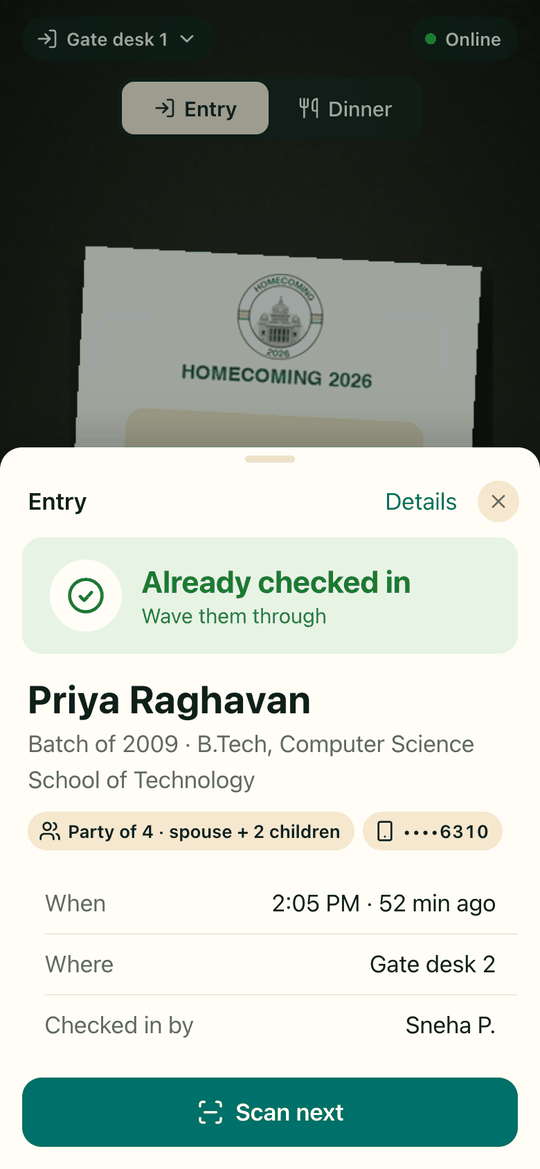 Gate desk 1
Online
Entry
Dinner
HOMECOMING
2026
HOMECOMING 2026
Entry
Details
Already checked in
Wave them through
Priya Raghavan
Batch of 2009 · B.Tech, Computer Science
School of Technology
Party of 4 · spouse + 2 children
••••6310
When
2:05 PM · 52 min ago
Where
Gate desk 2
Checked in by
Sneha P.
Scan next